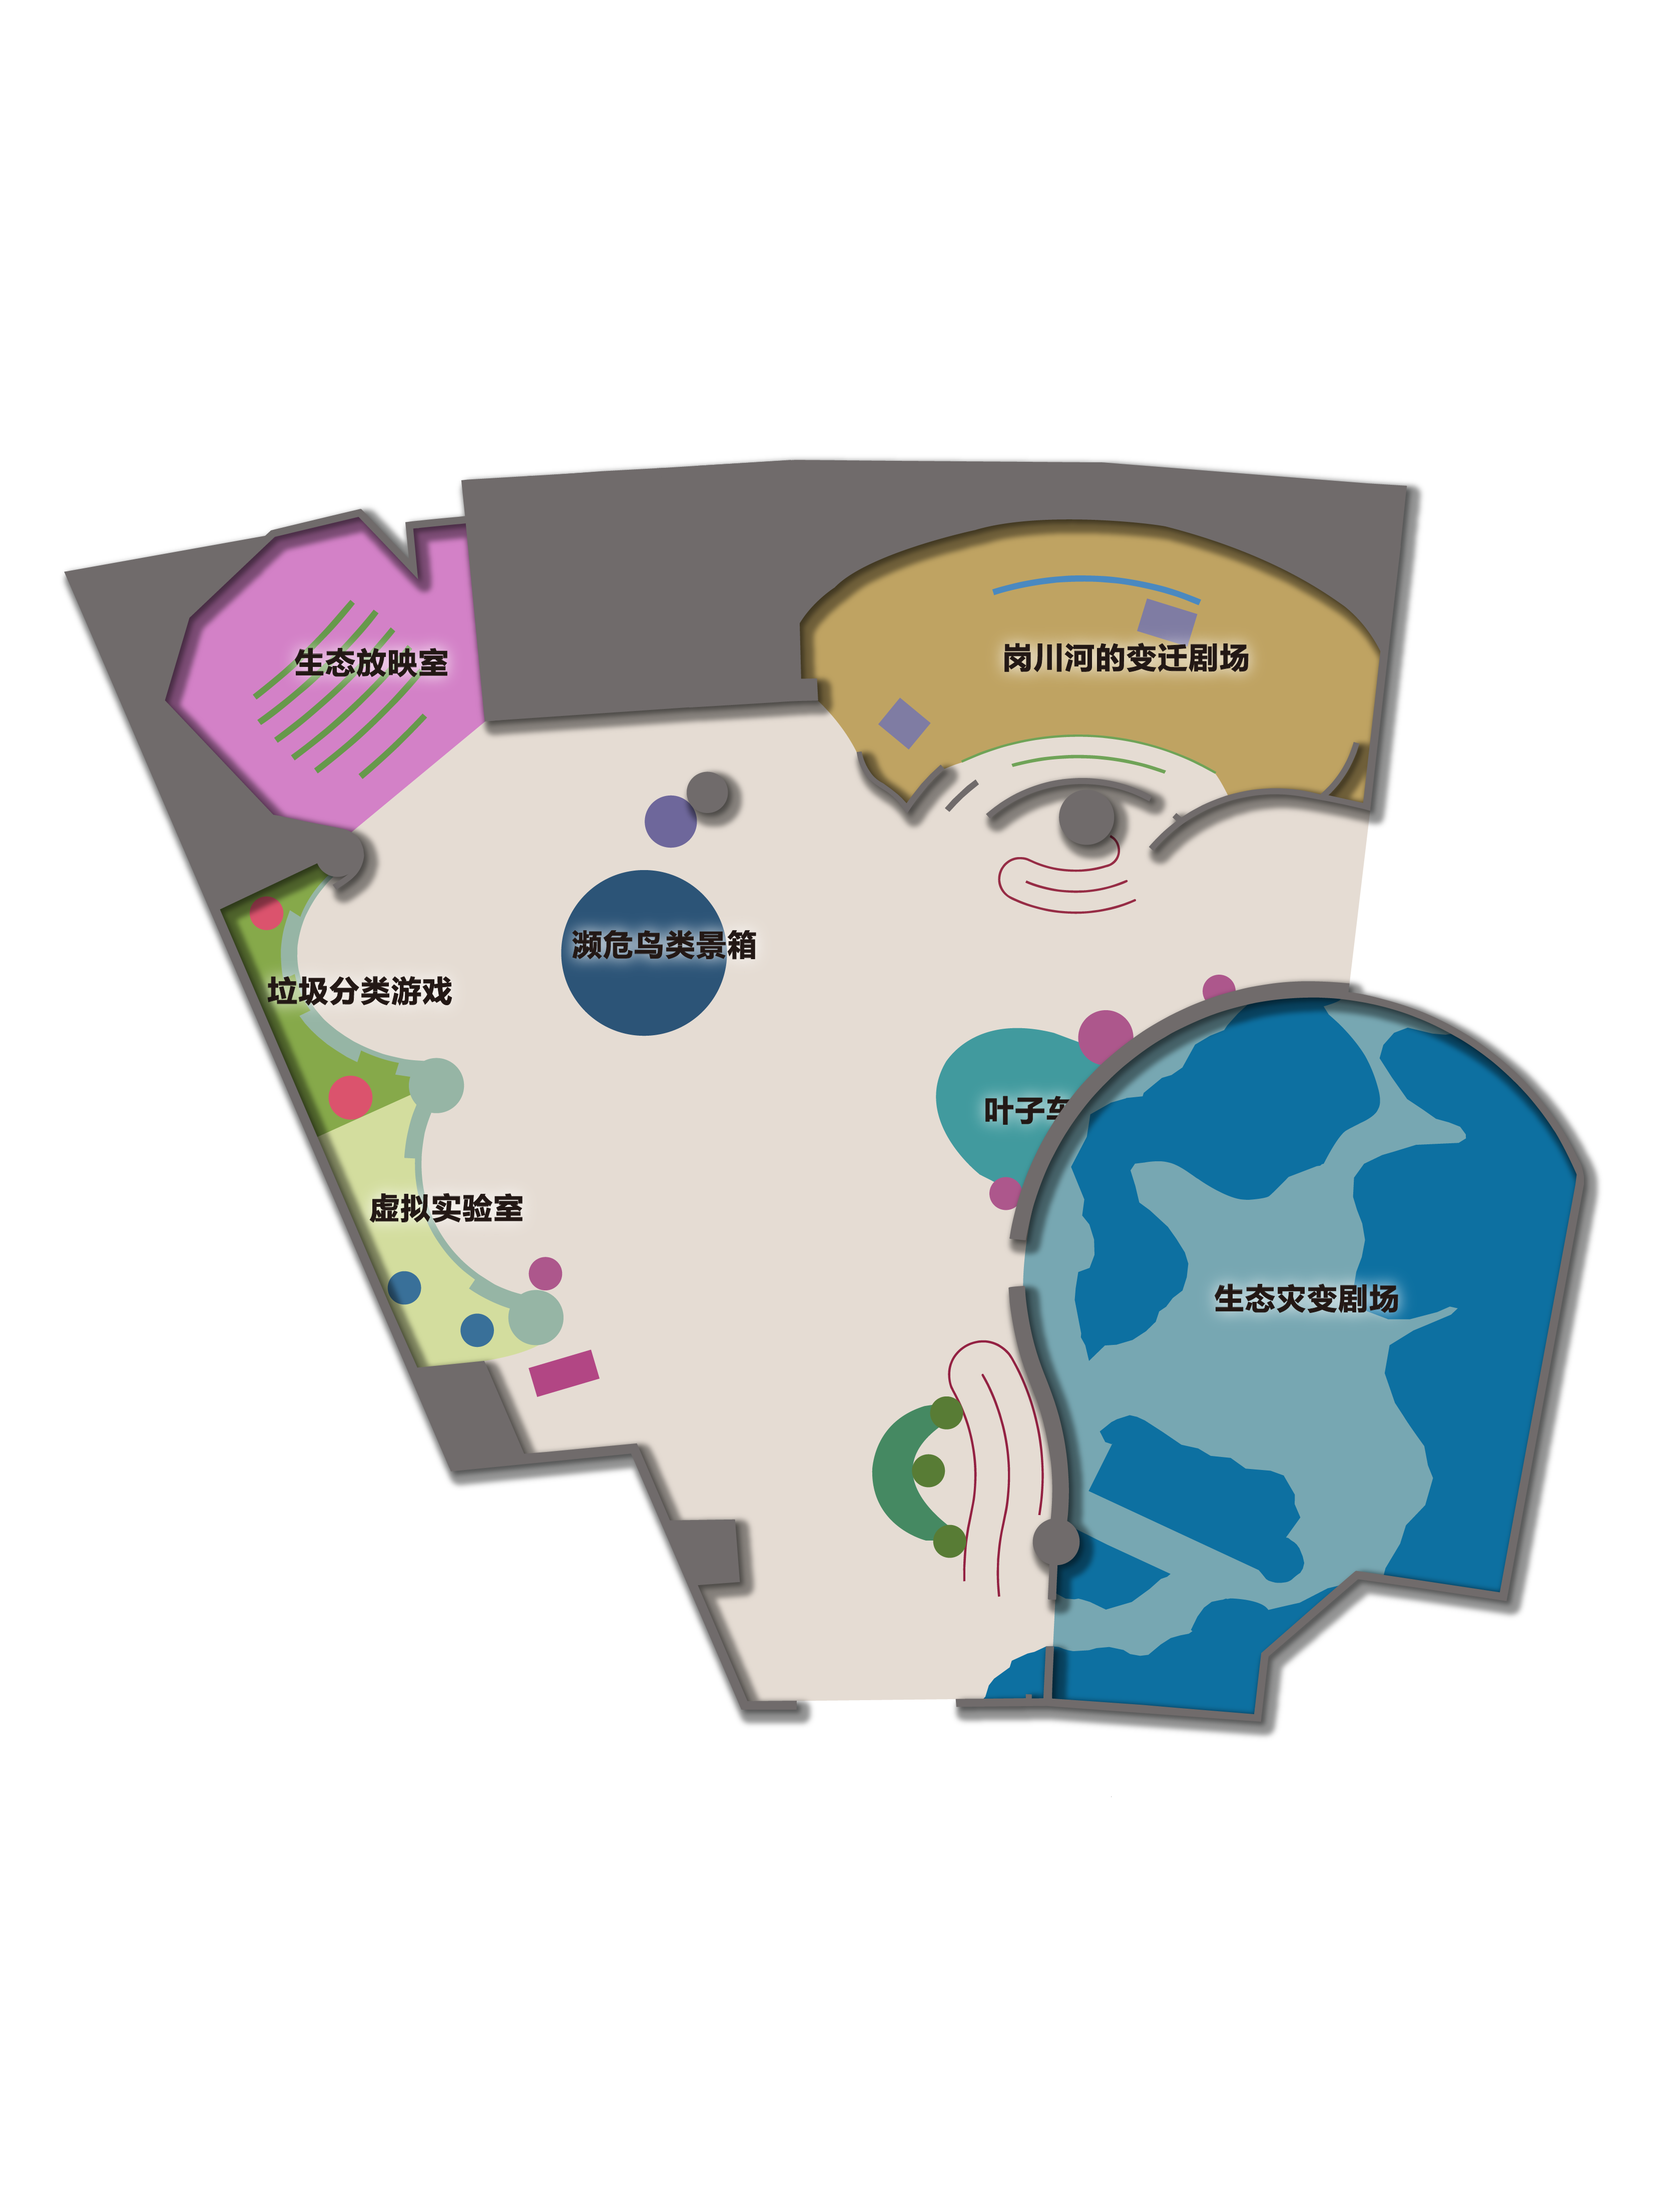 岗川河的变迁剧场
生态放映室
濒危鸟类景箱
垃圾分类游戏
叶子
虚拟实验室
生态灾变剧场